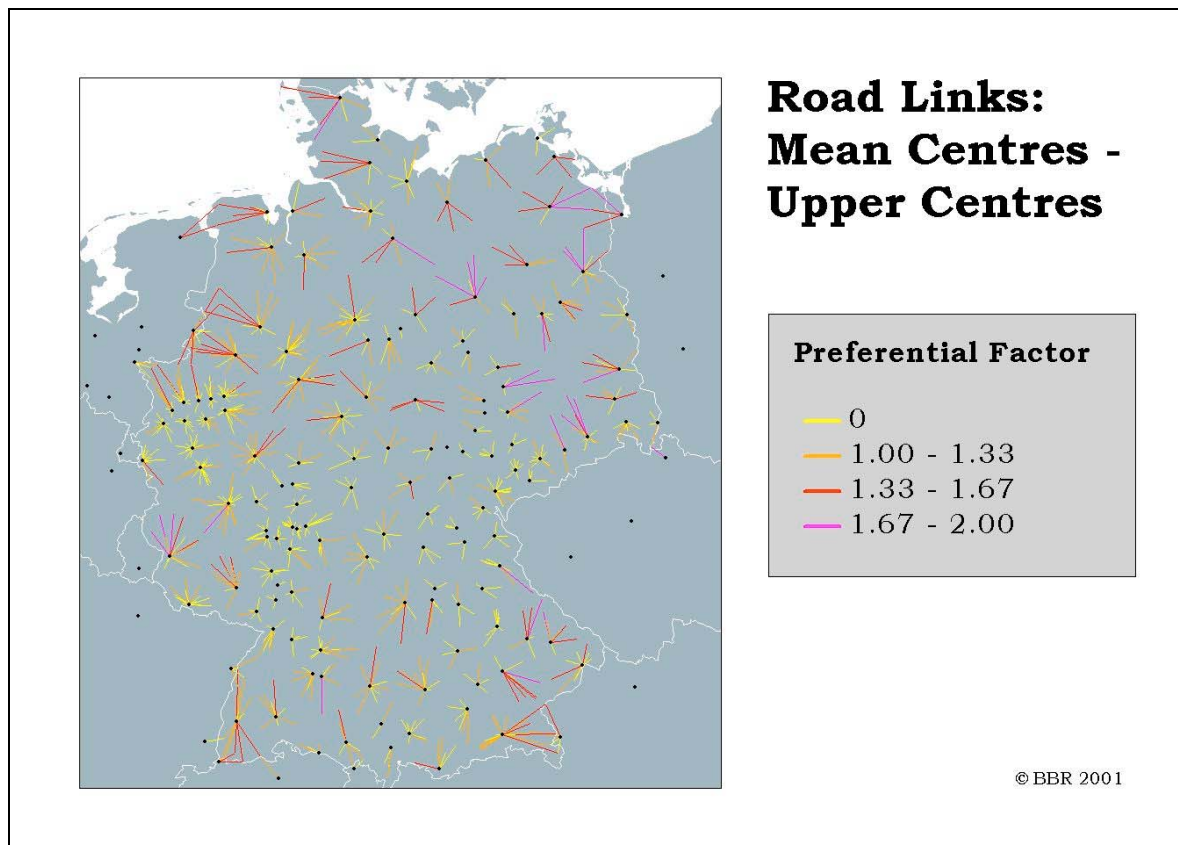 Road Links:
Mean Centres -
Upper Centres
Preferential Factor
0
1.00 - 1.33
1.33 - 1.67
1.67 - 2.00
© BBR 2001